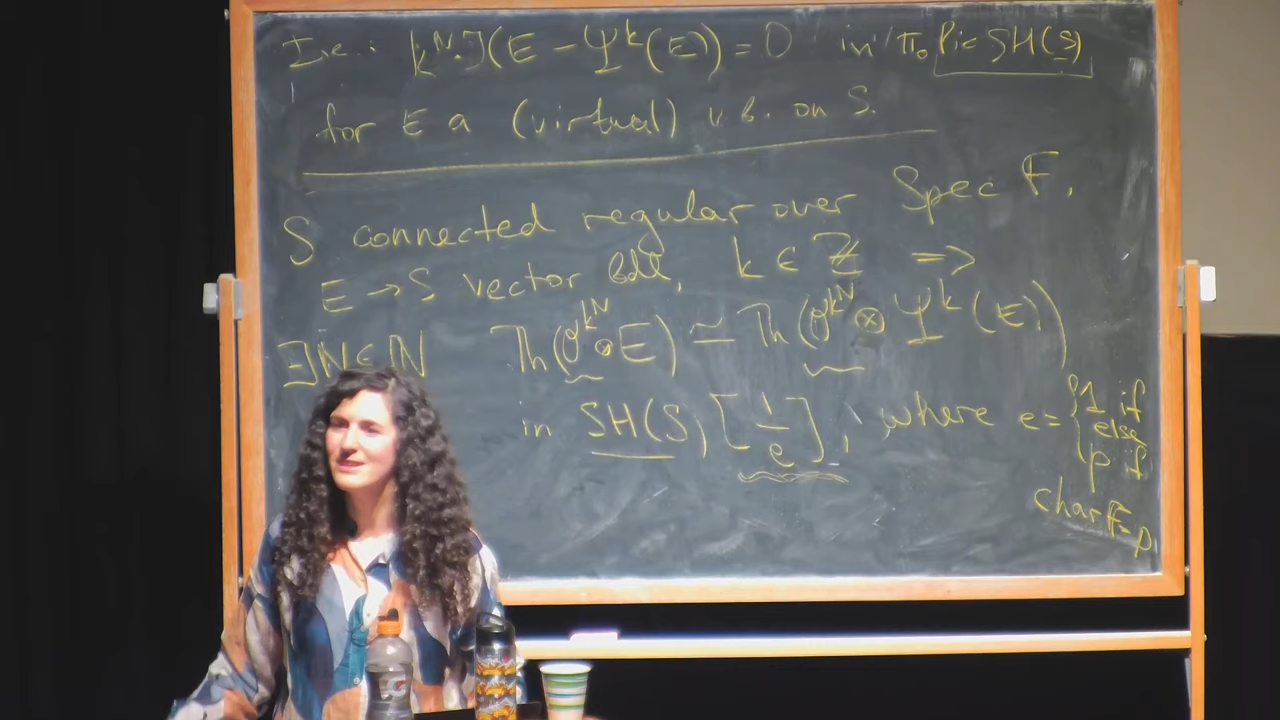 I.e.: k^N · J(E − Ψ^k(E)) = 0 in π₀ Pic SH(S)
for E a (virtual) v.b. on S.
S connected regular over Spec F.
E → S vector bdl, k ∈ ℤ ⇒
∃N∈ℕ Th(O^{k^N} ⊗ E) ≃ Th(O^{k^N} ⊗ Ψ^k(E))
in SH(S)[1/e], where e = { 1 if
else
p if
char F = p
G